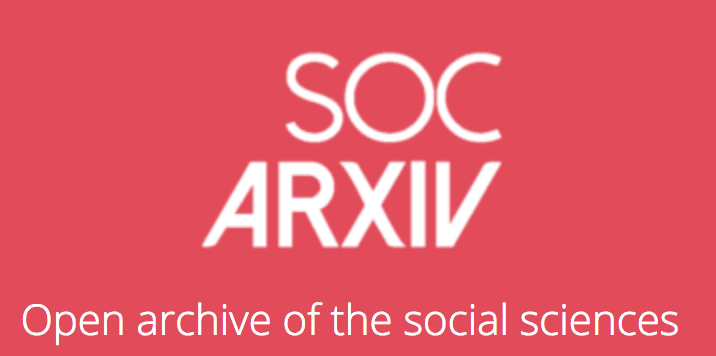 SOC
ARXIV
Open archive of the social sciences